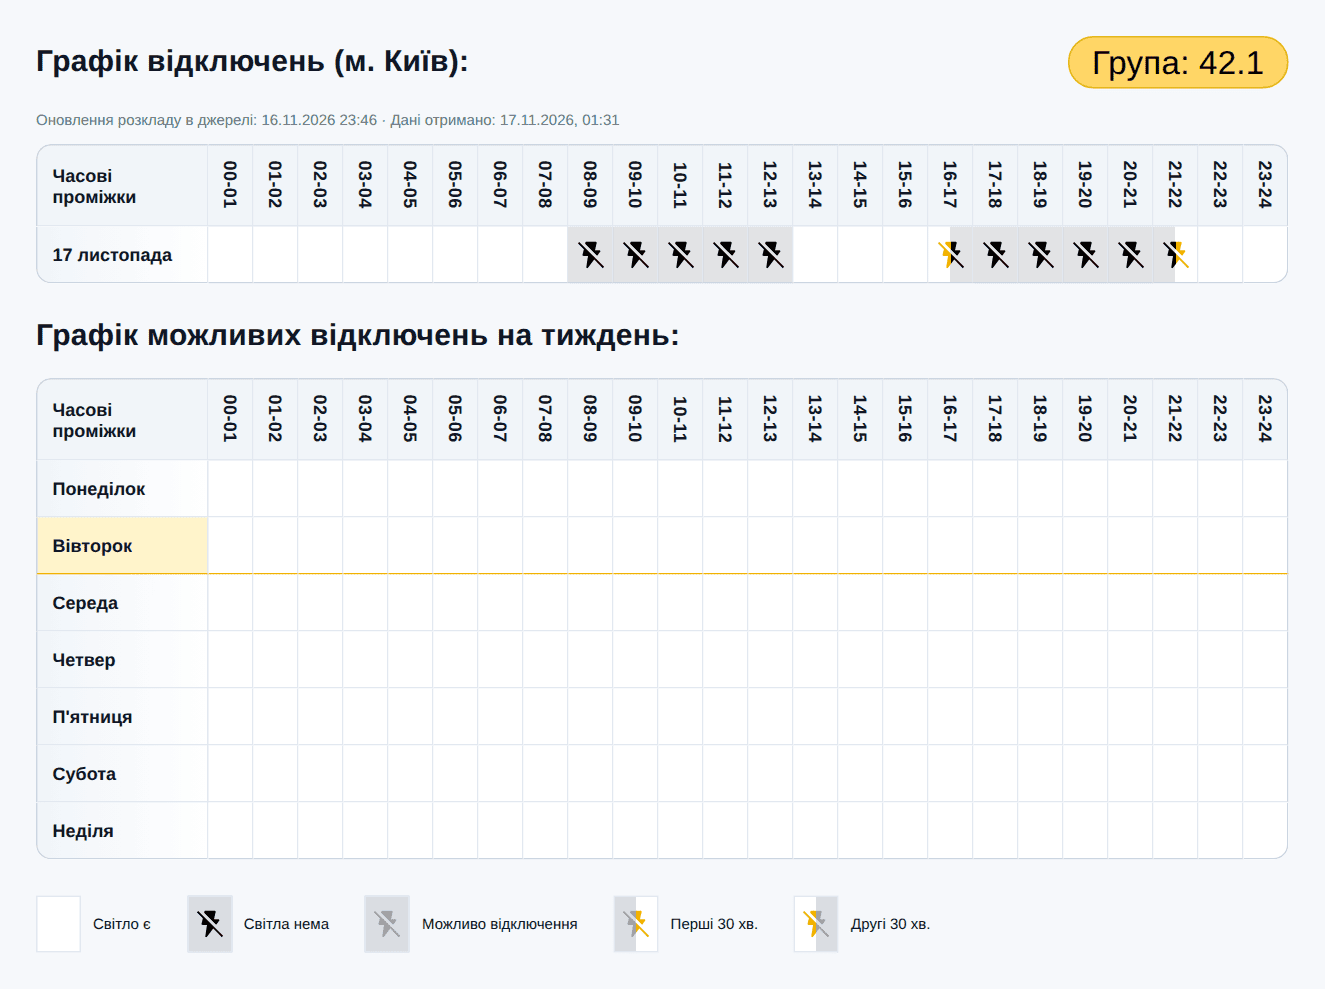 Графік відключень (м. Київ):
Група: 42.1
Оновлення розкладу в джерелі: 16.11.2026 23:46 · Дані отримано: 17.11.2026, 01:31
Часові проміжки 00-01 01-02 02-03 03-04 04-05 05-06 06-07 07-08 08-09 09-10 10-11 11-12 12-13 13-14 14-15 15-16 16-17 17-18 18-19 19-20 20-21 21-22 22-23 23-24
17 листопада
Графік можливих відключень на тиждень:
Часові проміжки 00-01 01-02 02-03 03-04 04-05 05-06 06-07 07-08 08-09 09-10 10-11 11-12 12-13 13-14 14-15 15-16 16-17 17-18 18-19 19-20 20-21 21-22 22-23 23-24
Понеділок
Вівторок
Середа
Четвер
П'ятниця
Субота
Неділя
Світло є Світла нема Можливо відключення Перші 30 хв. Другі 30 хв.